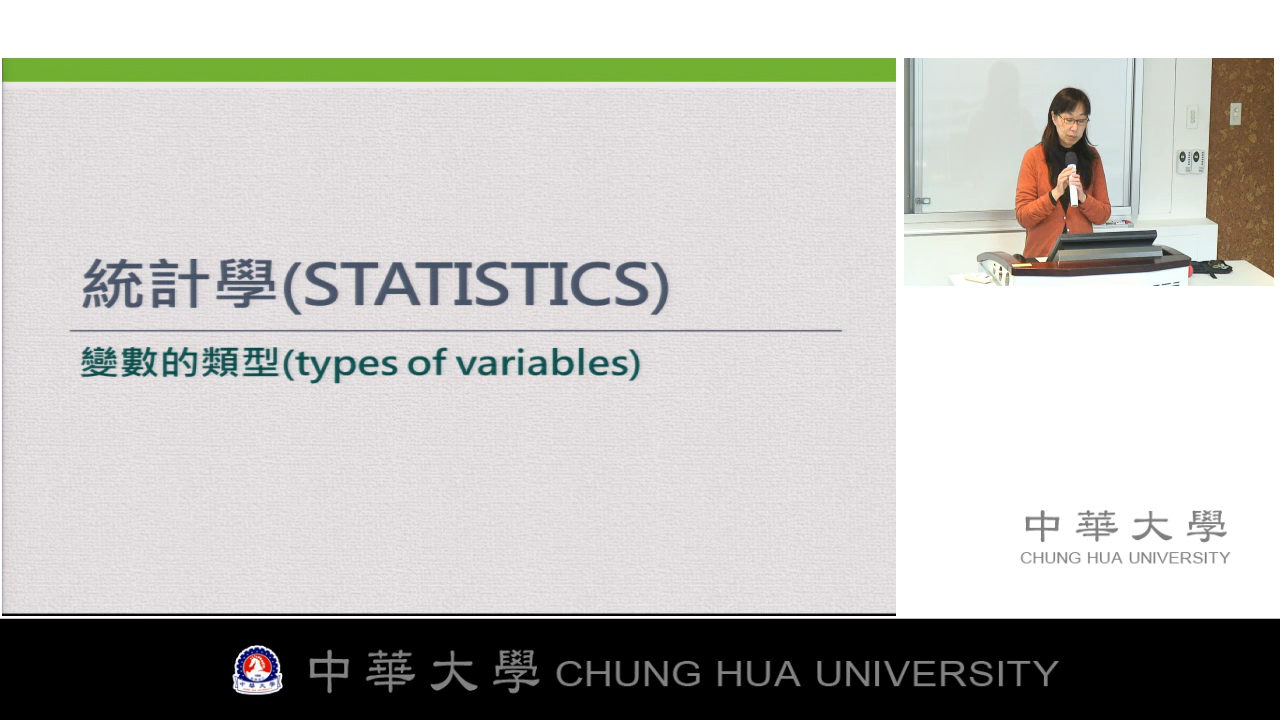 統計學(STATISTICS)
變數的類型(types of variables)
中華大學
CHUNG HUA UNIVERSITY
中華大學 CHUNG HUA UNIVERSITY